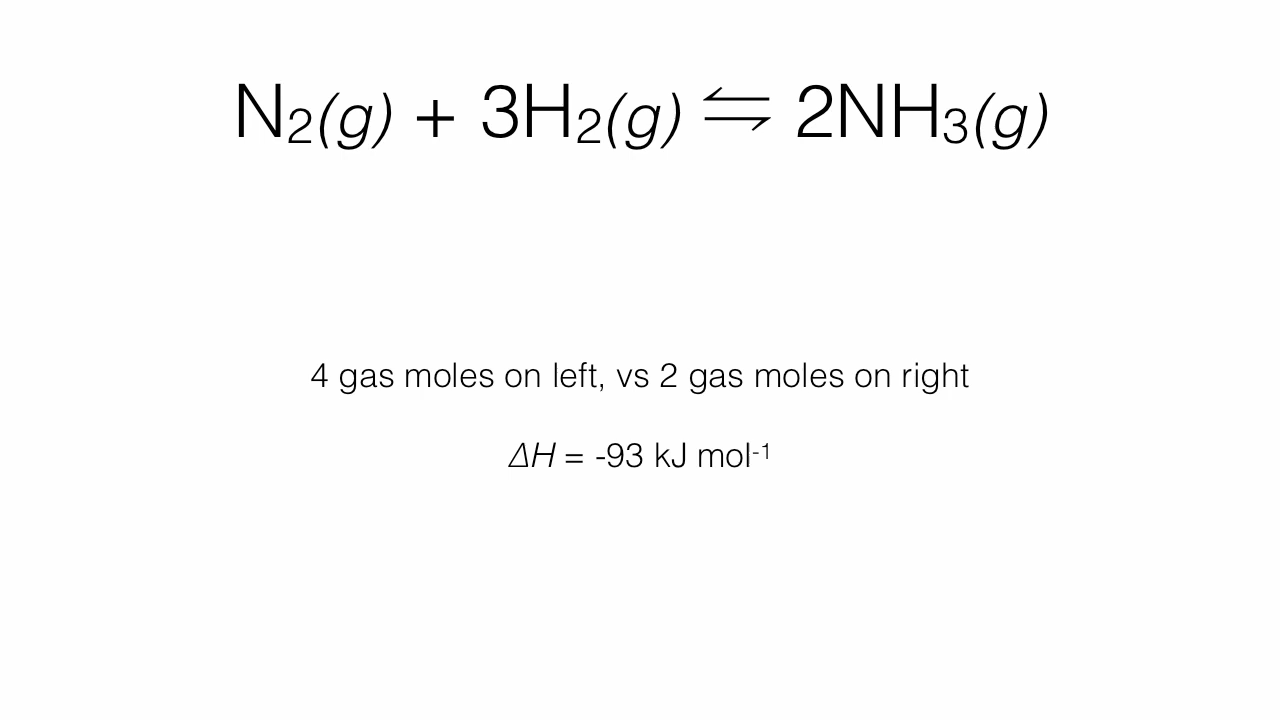 N₂(g) + 3H₂(g) ⇋ 2NH₃(g)
4 gas moles on left, vs 2 gas moles on right
ΔH = -93 kJ mol⁻¹